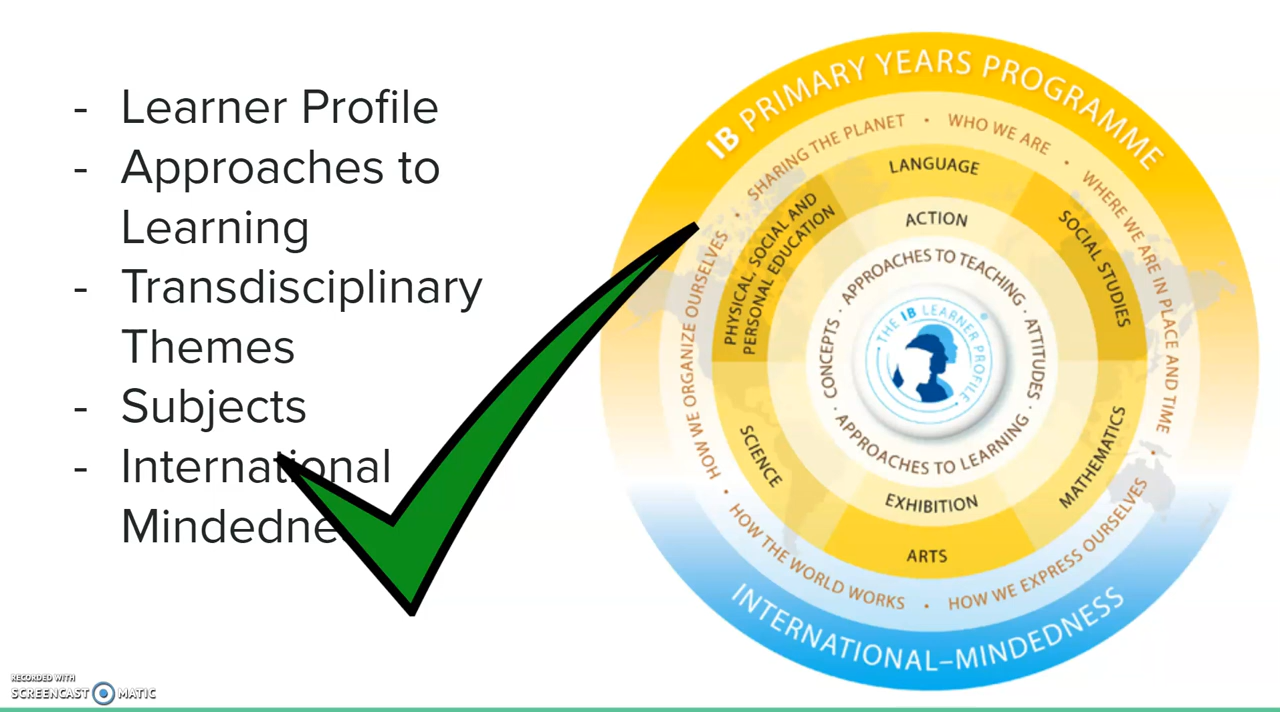 - Learner Profile
- Approaches to
Learning
- Transdisciplinary
Themes
- Subjects
- International
IB PRIMARY YEARS PROGRAMME
SHARING THE PLANET • WHO WE ARE • WHERE WE ARE IN PLACE AND TIME • HOW WE EXPRESS OURSELVES • HOW THE WORLD WORKS • HOW WE ORGANIZE OURSELVES •
LANGUAGE
SOCIAL STUDIES
MATHEMATICS
ARTS
SCIENCE
PHYSICAL, SOCIAL AND
PERSONAL EDUCATION
ACTION
EXHIBITION
APPROACHES TO TEACHING · ATTITUDES · APPROACHES TO LEARNING · CONCEPTS ·
THE IB LEARNER PROFILE
®
INTERNATIONAL–MINDEDNESS
RECORDED WITH
SCREENCAST MATIC